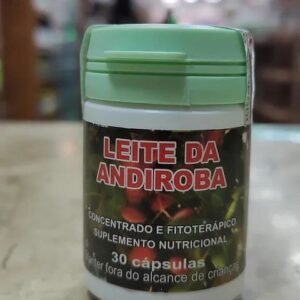 LEITE DA
ANDIROBA
CONCENTRADO E FITOTERÁPICO
SUPLEMENTO NUTRICIONAL
30 cápsulas
fora do alcance de crianças